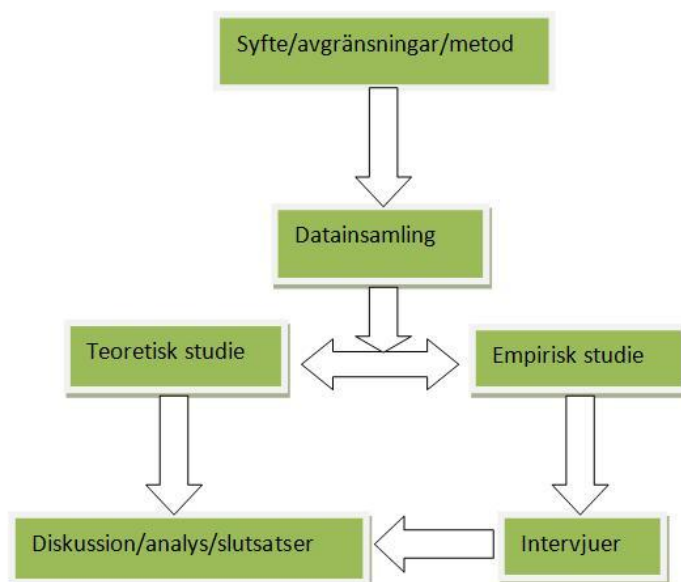 Syfte/avgränsningar/metod
Datainsamling
Teoretisk studie
Empirisk studie
Diskussion/analys/slutsatser
Intervjuer